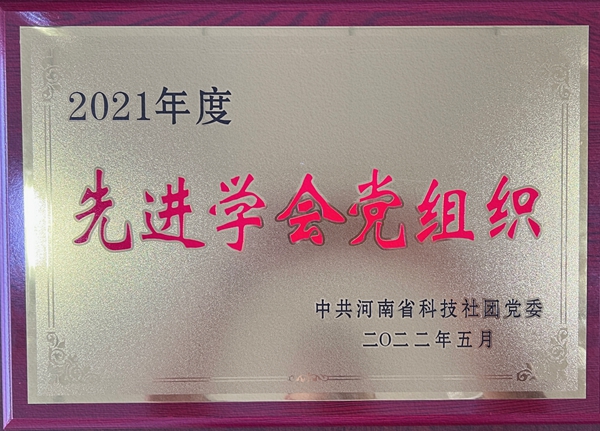 2021年度
先进学会党组织
中共河南省科技社团党委
二〇二二年五月